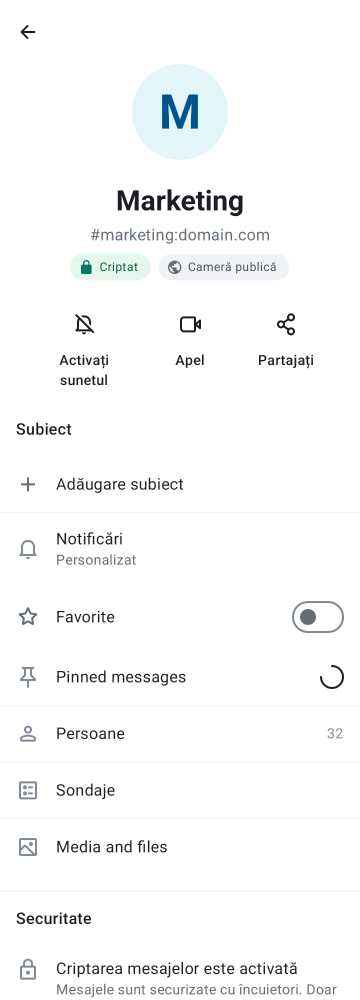 M
Marketing
#marketing:domain.com
Criptat
Cameră publică
Activați
sunetul
Apel
Partajați
Subiect
Adăugare subiect
Notificări
Personalizat
Favorite
Pinned messages
Persoane
32
Sondaje
Media and files
Securitate
Criptarea mesajelor este activată
Mesajele sunt securizate cu încuietori. Doar